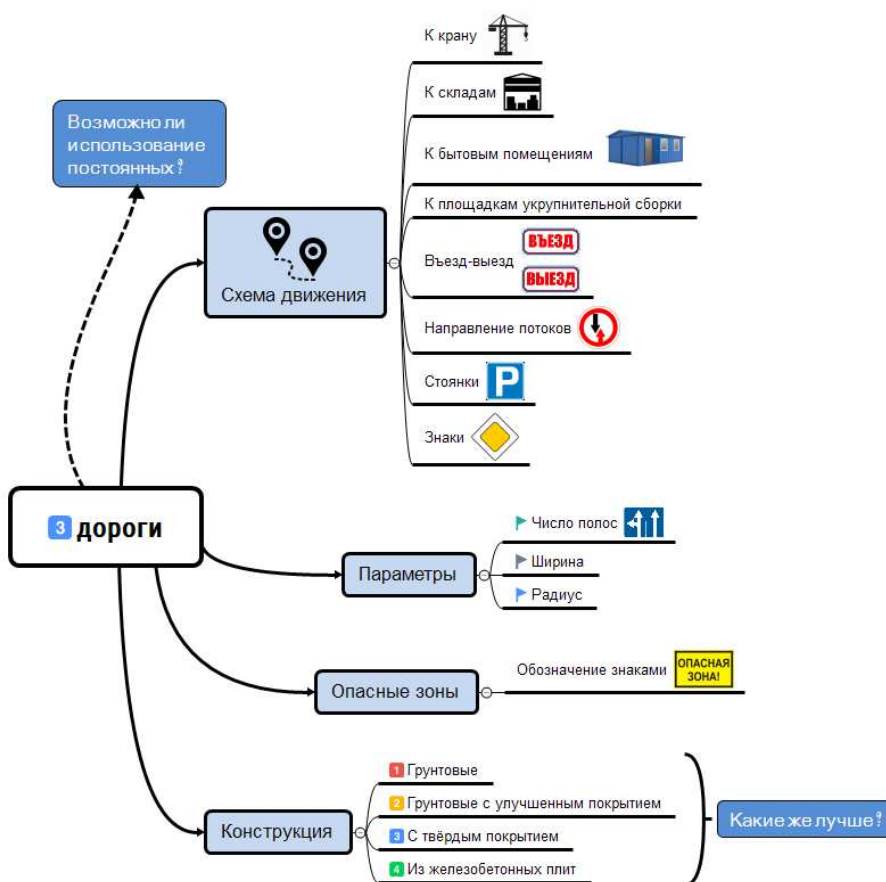 К крану
К складам
Возможно ли
использование
постоянных?
К бытовым помещениям
К площадкам укрупнительной сборки
Въезд-выезд
ВЪЕЗД
ВЫЕЗД
Схема движения
Направление потоков
Стоянки
P
Знаки
3 дороги
Число полос
Параметры
Ширина
Радиус
Опасные зоны
Обозначение знаками
ОПАСНАЯ
ЗОНА!
Конструкция
1 Грунтовые
2 Грунтовые с улучшенным покрытием
3 С твёрдым покрытием
4 Из железобетонных плит
Какие же лучше?